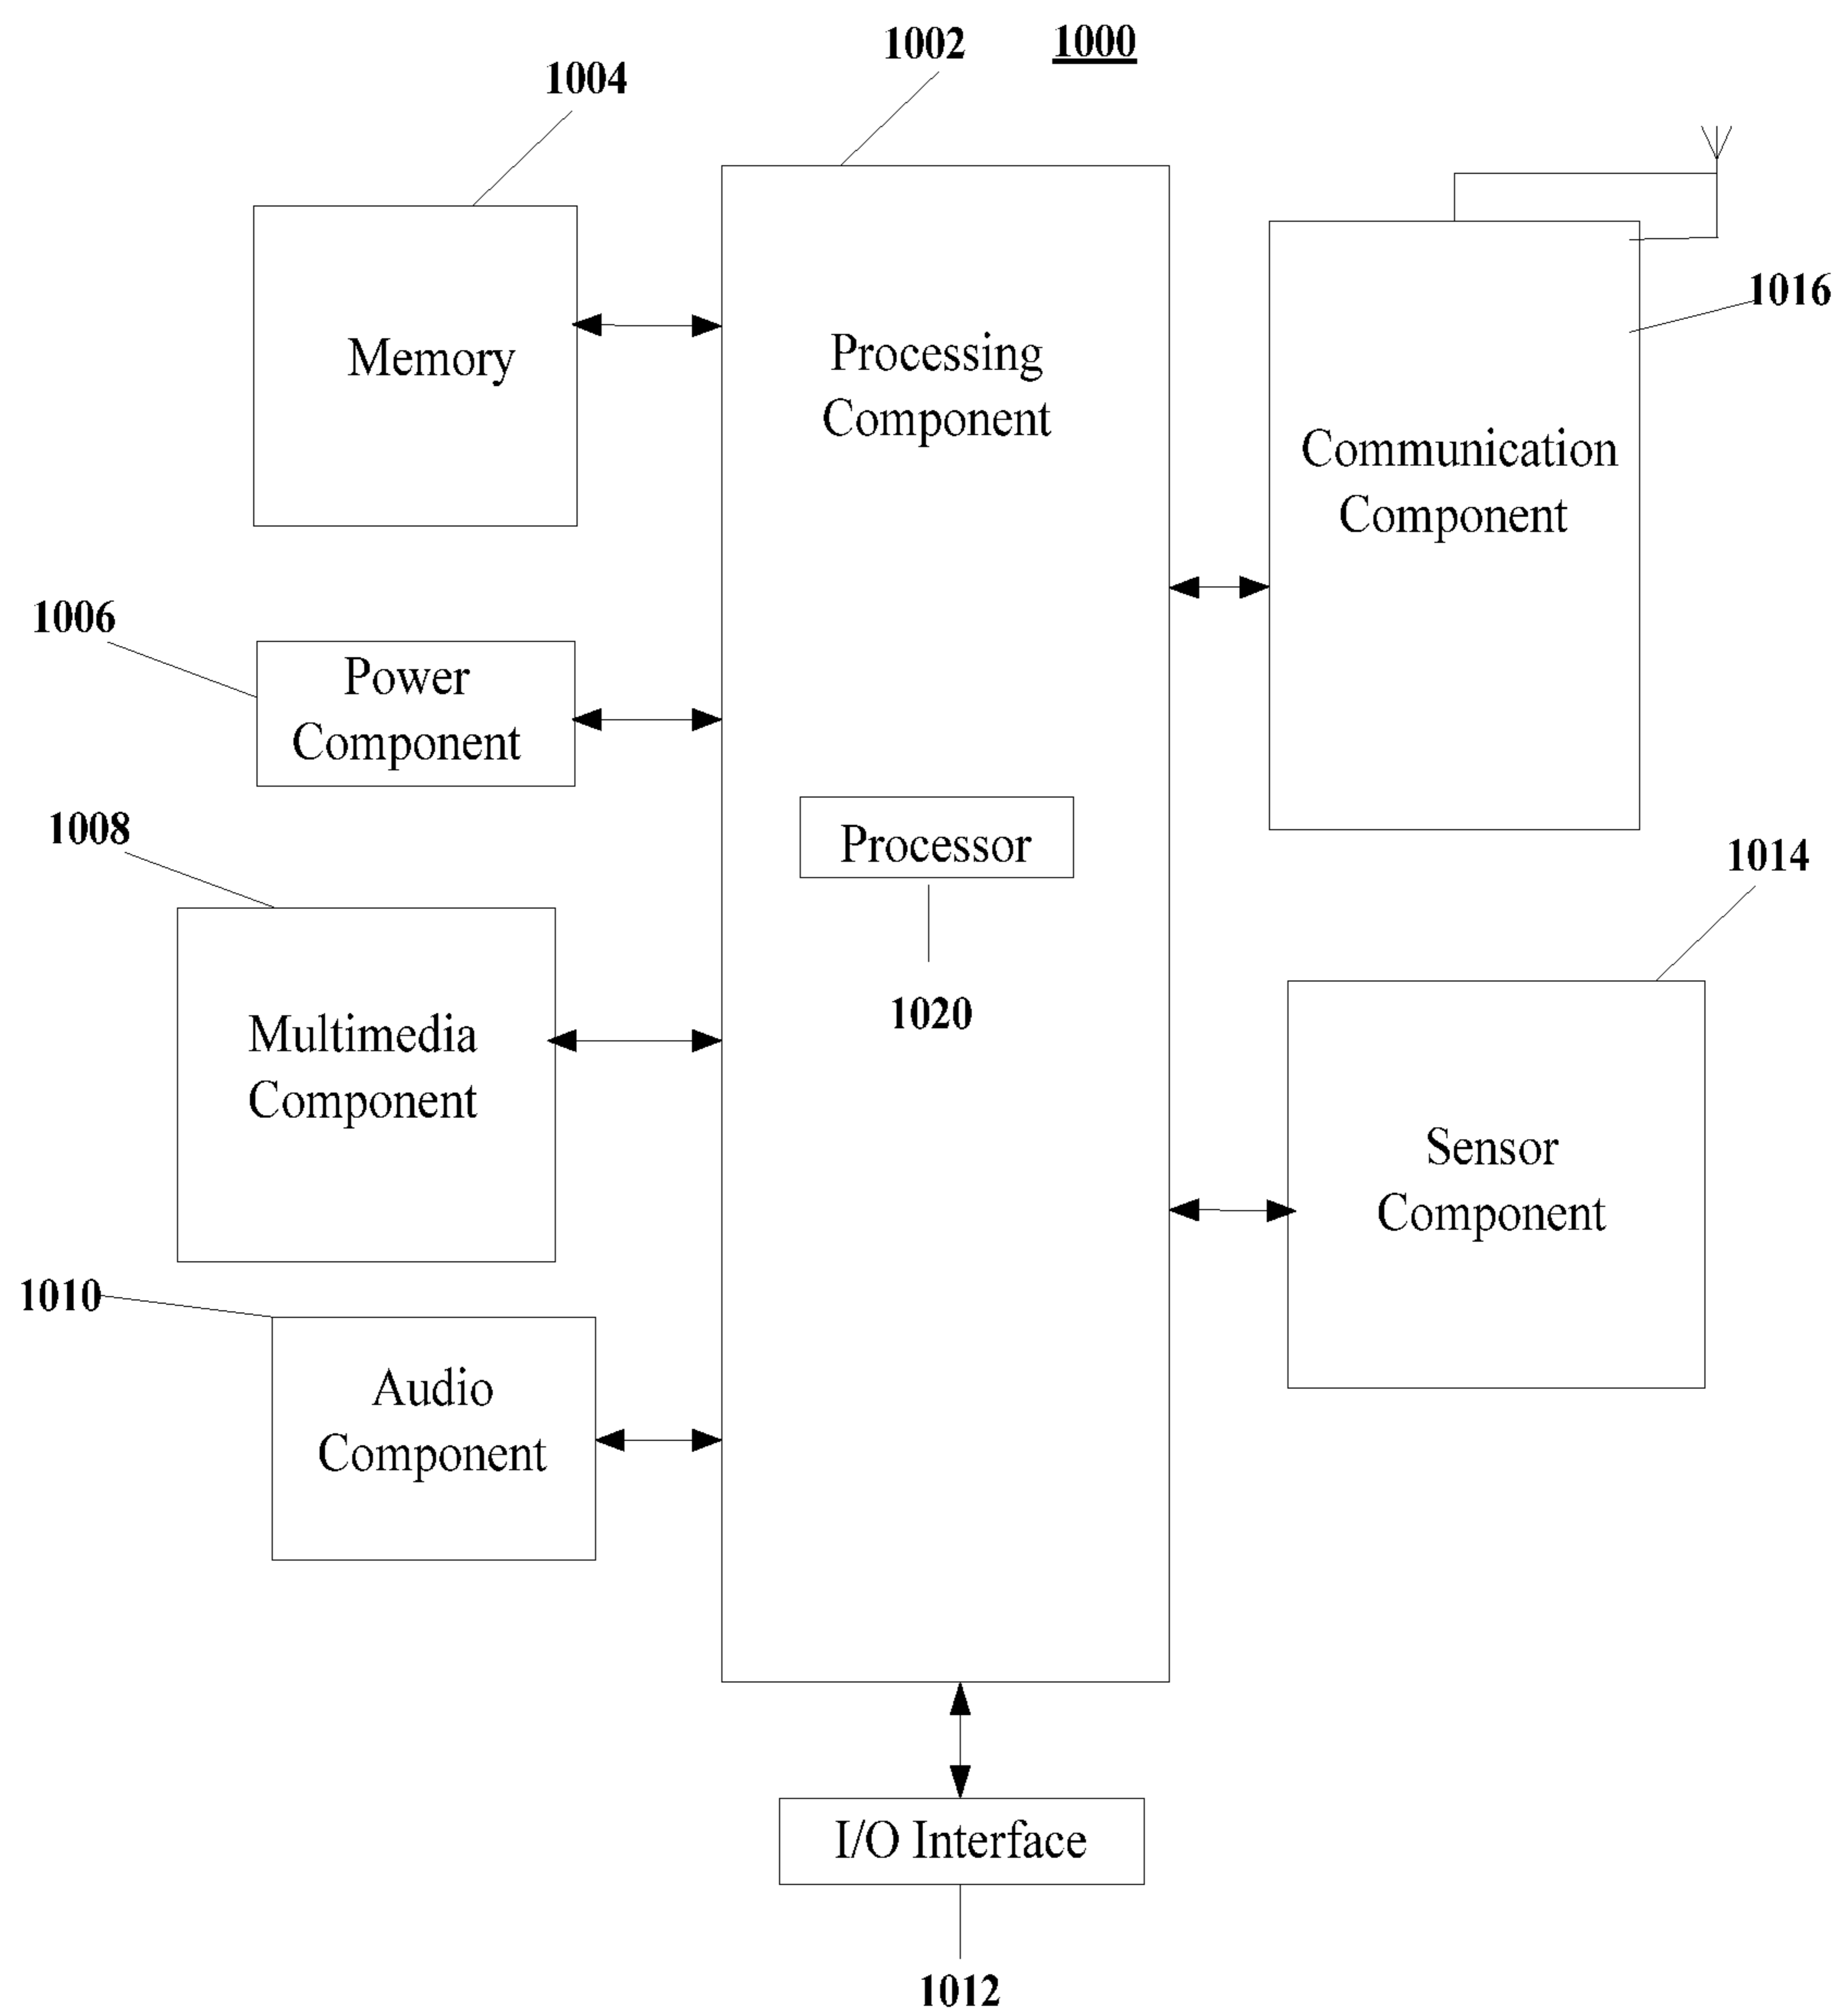 1002
1000
1004
1016
Memory
Processing
Component
Communication
Component
1006
Power
Component
1008
Processor
1014
1020
Multimedia
Component
Sensor
Component
1010
Audio
Component
I/O Interface
1012